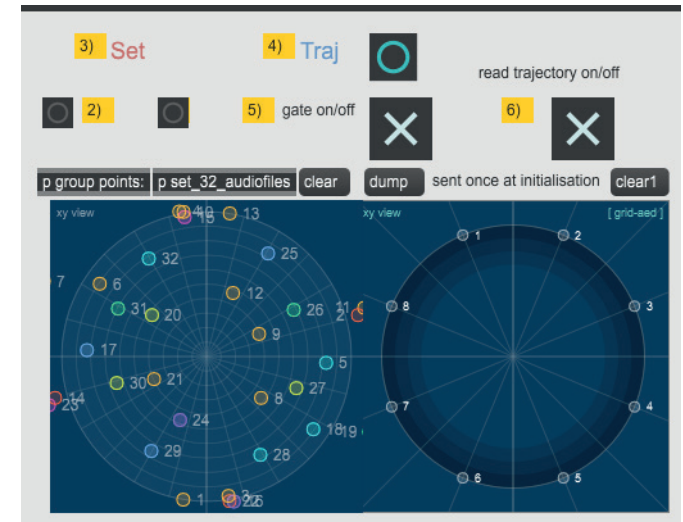 3) Set 4) Traj
read trajectory on/off
2) 5) gate on/off 6)
p group points: p set_32_audiofiles clear dump sent once at initialisation clear1
xy view
13
25
32
7 6
12
31 20 26
9
17
5
30 21 27
8
14
23
24
18
19
29
28
1
xy view [ grid-aed ]
1 2
8 3
7 4
6 5